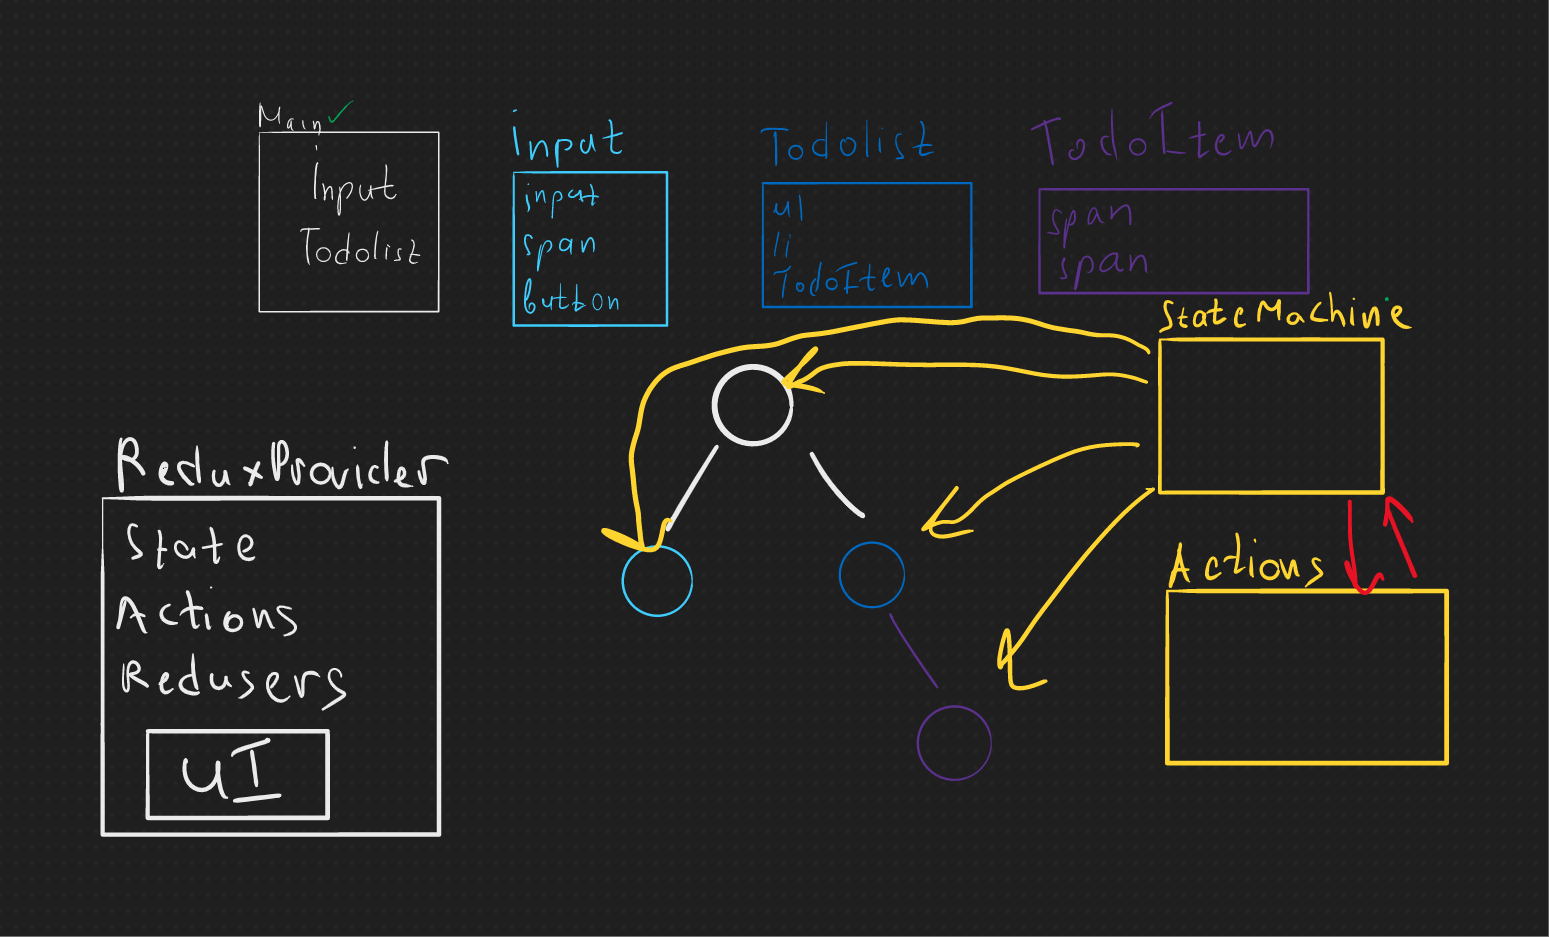 Main
Input
Todolist
Input
input
span
button
Todolist
ul
li
TodoItem
TodoItem
span
span
StateMachine
Actions
ReduxProvider
State
Actions
Redusers
UI